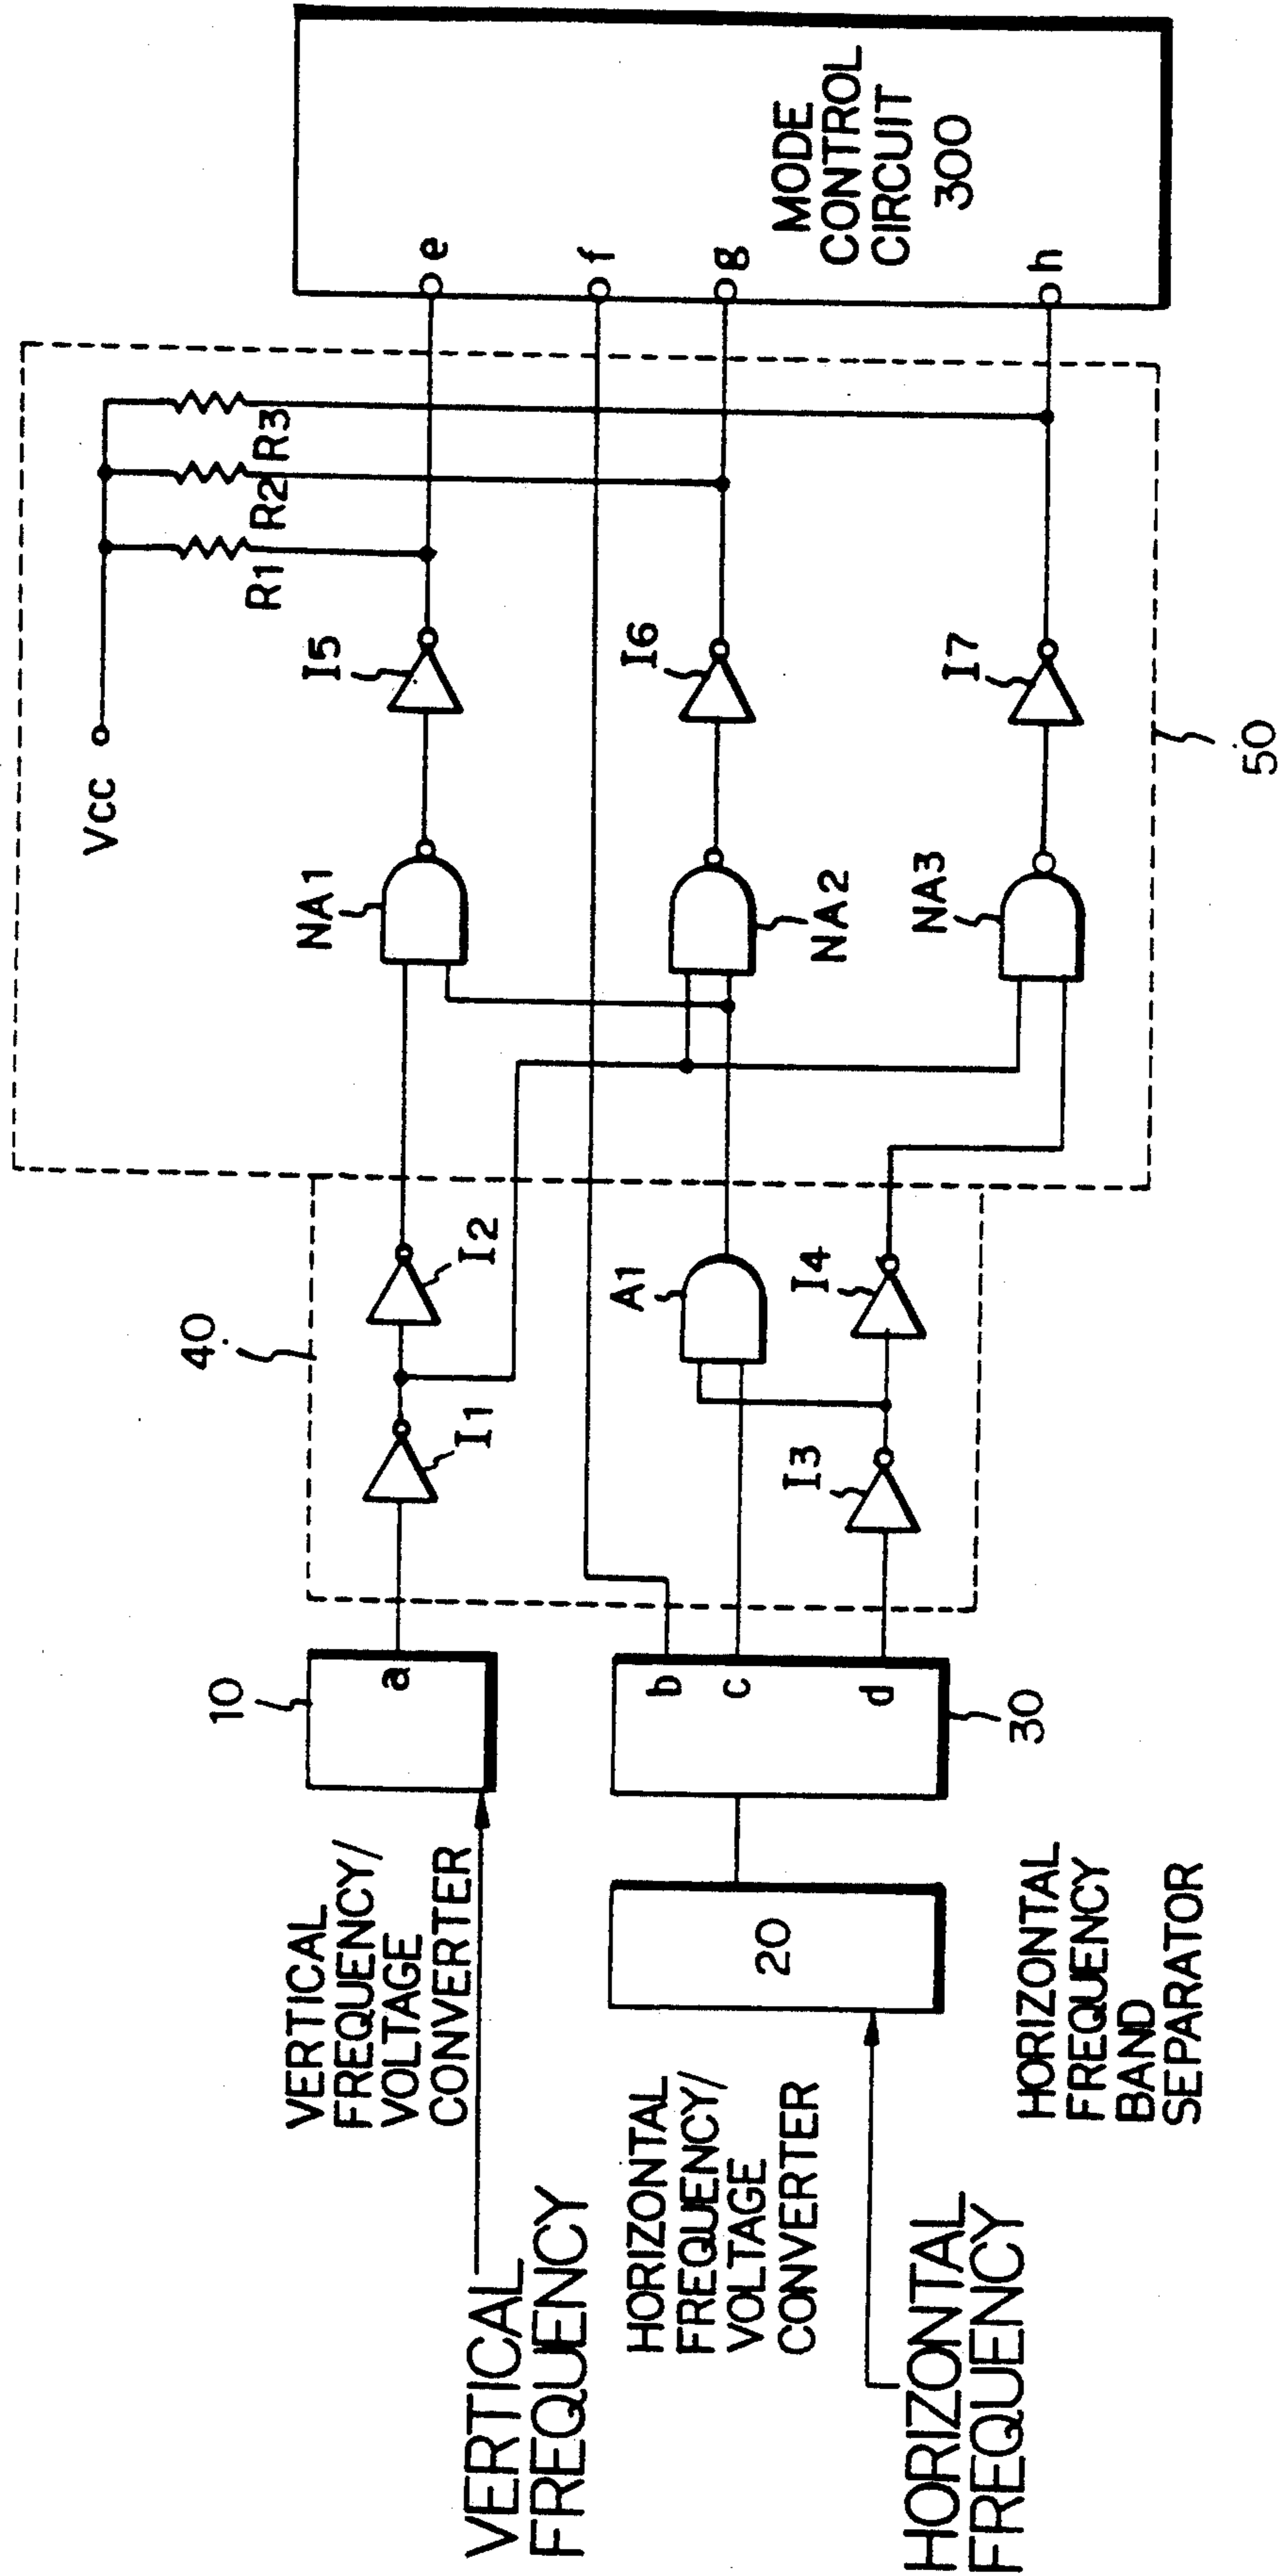 VERTICAL
FREQUENCY
VERTICAL
FREQUENCY/
VOLTAGE
CONVERTER
10
a
HORIZONTAL
FREQUENCY
HORIZONTAL
FREQUENCY/
VOLTAGE
CONVERTER
20
HORIZONTAL
FREQUENCY
BAND
SEPARATOR
30
b
c
d
40
I1
I2
I3
I4
A1
50
Vcc
NA1
NA2
NA3
I5
I6
I7
R1
R2
R3
e
f
g
h
MODE
CONTROL
CIRCUIT
300